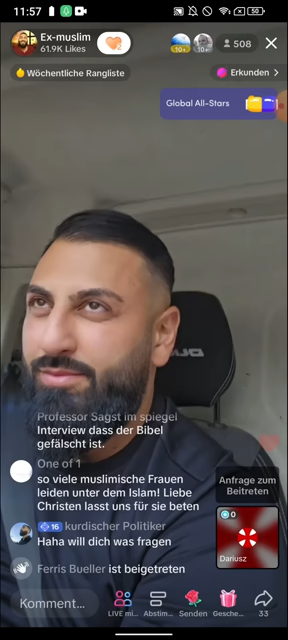 11:57
50
Ex-muslim
61.9K Likes
10+
10+
508
Wöchentliche Rangliste
Erkunden
Global All-Stars
Professor Sagst im spiegel
Interview dass der Bibel
gefälscht ist.
One of 1
so viele muslimische Frauen
leiden unter dem Islam! Liebe
Christen lasst uns für sie beten
16 kurdischer Politiker
Haha will dich was fragen
Ferris Bueller ist beigetreten
Anfrage zum
Beitreten
0
Dariusz
Komment...
LIVE mi...
Abstim...
Senden
Gesche...
33